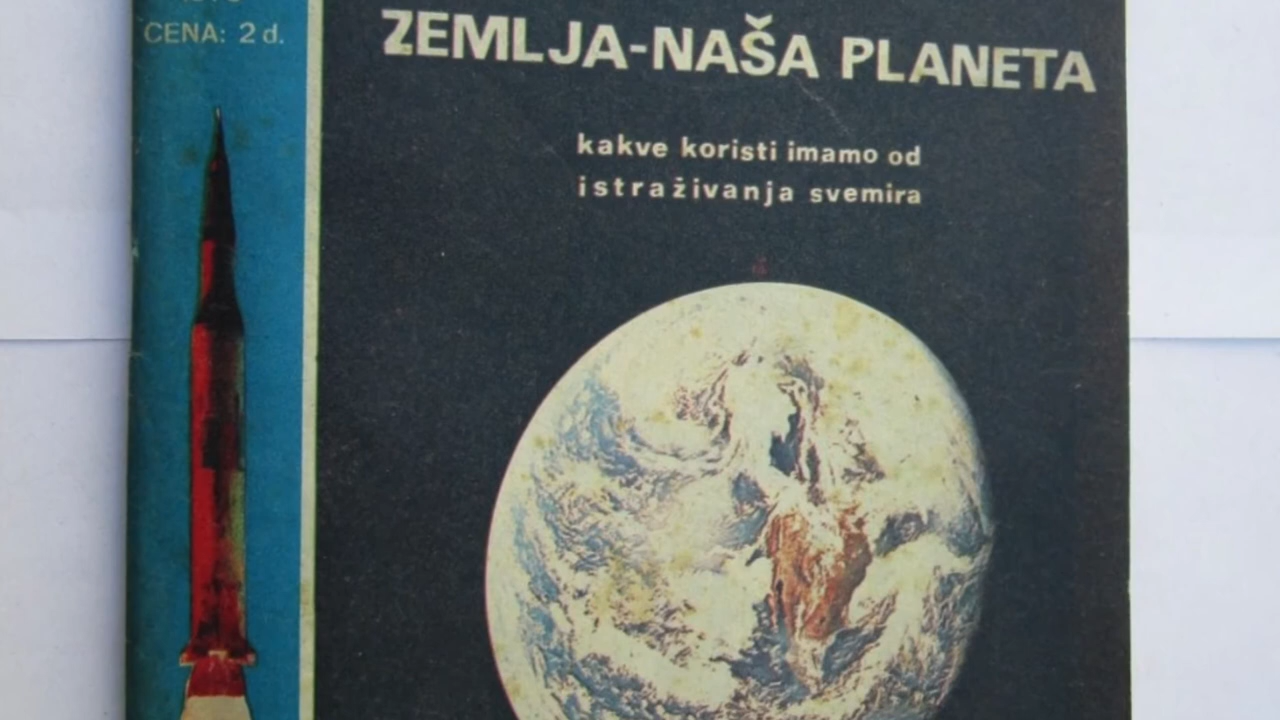 CENA: 2 d.
ZEMLJA-NAŠA PLANETA
kakve koristi imamo od
istraživanja svemira